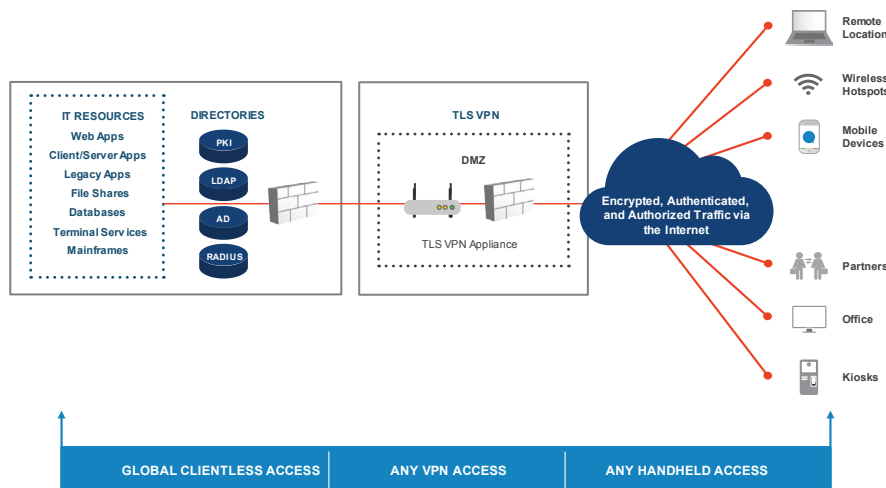 IT RESOURCES
Web Apps
Client/Server Apps
Legacy Apps
File Shares
Databases
Terminal Services
Mainframes
DIRECTORIES
PKI
LDAP
AD
RADIUS
TLS VPN
DMZ
TLS VPN Appliance
Encrypted, Authenticated,
and Authorized Traffic via
the Internet
Remote
Location
Wireless
Hotspots
Mobile
Devices
Partners
Office
Kiosks
GLOBAL CLIENTLESS ACCESS
ANY VPN ACCESS
ANY HANDHELD ACCESS